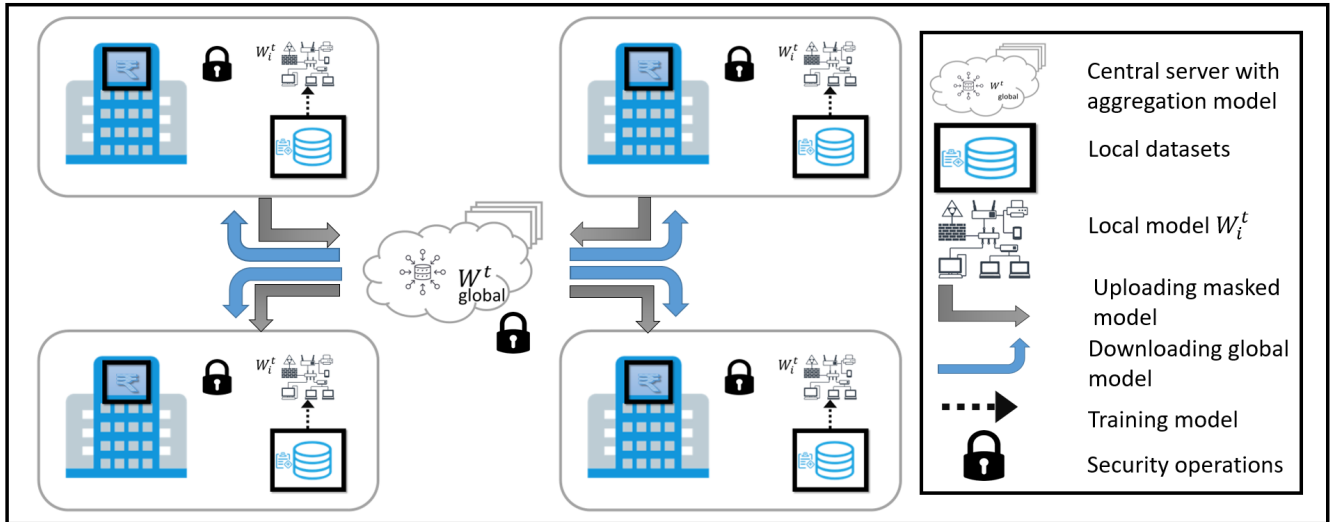 ₹
W_i^t
₹
W_i^t
W^t
global
₹
W_i^t
₹
W_i^t
W^t
global
Central server with
aggregation model
Local datasets
Local model W_i^t
Uploading masked
model
Downloading global
model
Training model
Security operations